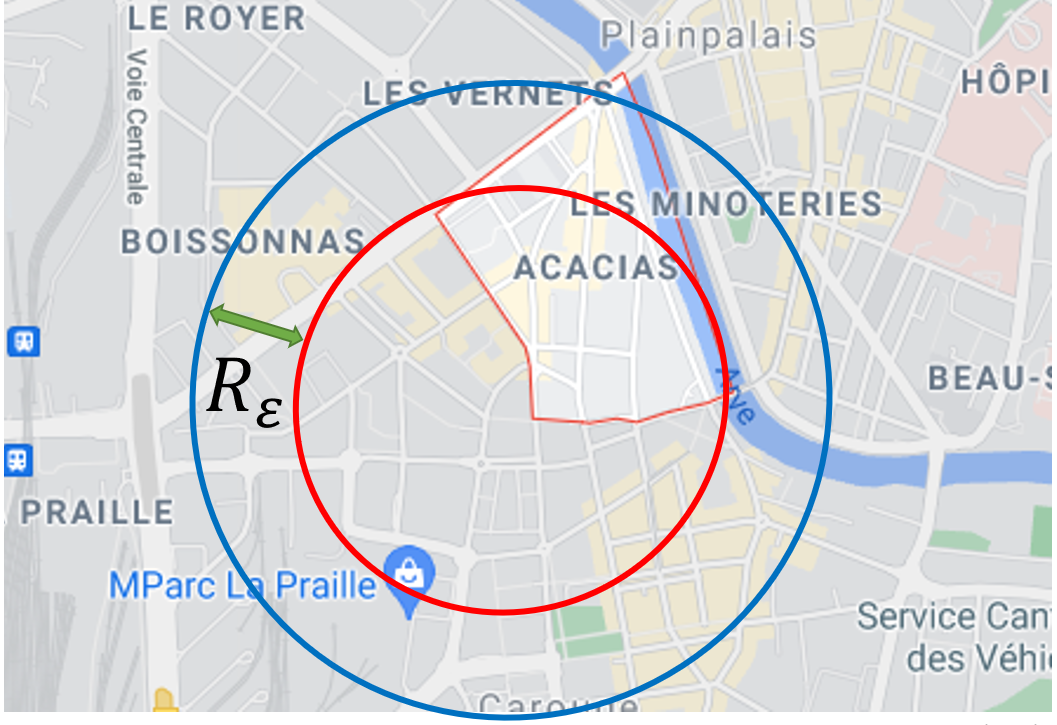 LE ROYER
Plainpalais
Voie Centrale
LES VERNETS
HÔPI
LES MINOTERIES
BOISSONNAS
ACACIAS
Rε
BEAU-S
Arve
PRAILLE
MParc La Praille
Service Cant
des Véhi
Carouge